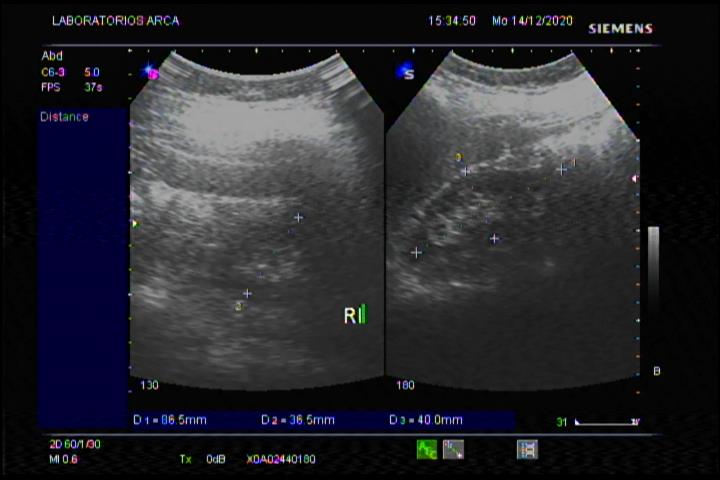 LABORATORIOS ARCA
15:34:50 Mo 14/12/2020
SIEMENS
Abd
C6-3 5.0
FPS 37s
Distance
S
RI
130
180
B
D1 = 86.5mm D2 = 36.5mm D3 = 40.0mm
31
2D 60/1/30
MI 0.6 Tx 0dB